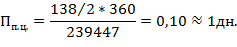 Пп.ц. = 138/2 * 360 / 239447 = 0,10 ≈ 1дн.